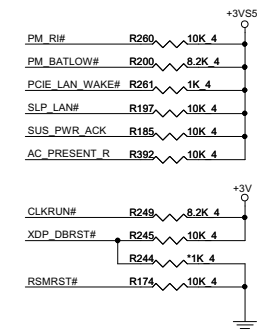 +3VS5
PM_RI# R260 10K_4
PM_BATLOW# R200 8.2K_4
PCIE_LAN_WAKE# R261 1K_4
SLP_LAN# R197 10K_4
SUS_PWR_ACK R185 10K_4
AC_PRESENT_R R392 10K_4
+3V
CLKRUN# R249 8.2K_4
XDP_DBRST# R245 10K_4
R244 *1K_4
RSMRST# R174 10K_4